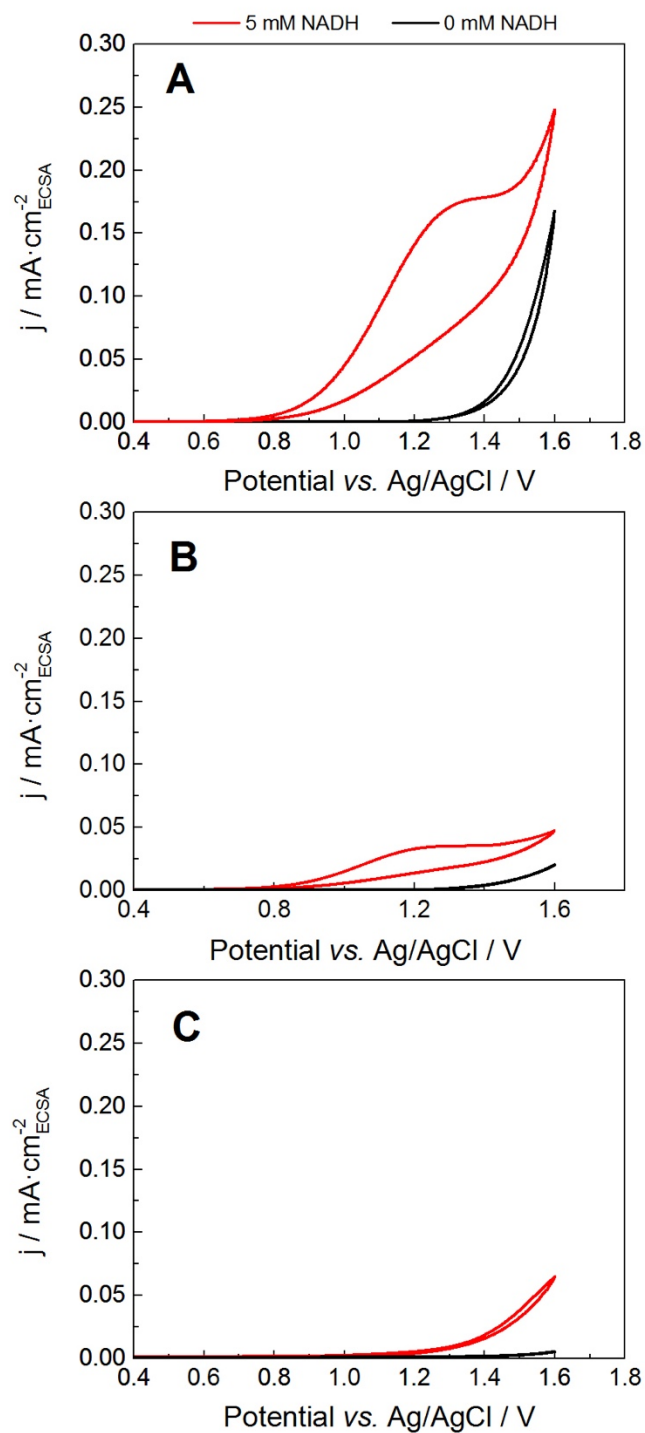 5 mM NADH 0 mM NADH
A
0.30
0.25
0.20
0.15
0.10
0.05
0.00
j / mA·cm⁻²ECSA
0.4 0.6 0.8 1.0 1.2 1.4 1.6 1.8
Potential vs. Ag/AgCl / V
B
0.30
0.25
0.20
0.15
0.10
0.05
0.00
j / mA·cm⁻²ECSA
0.4 0.8 1.2 1.6
Potential vs. Ag/AgCl / V
C
0.30
0.25
0.20
0.15
0.10
0.05
0.00
j / mA·cm⁻²ECSA
0.4 0.6 0.8 1.0 1.2 1.4 1.6 1.8
Potential vs. Ag/AgCl / V